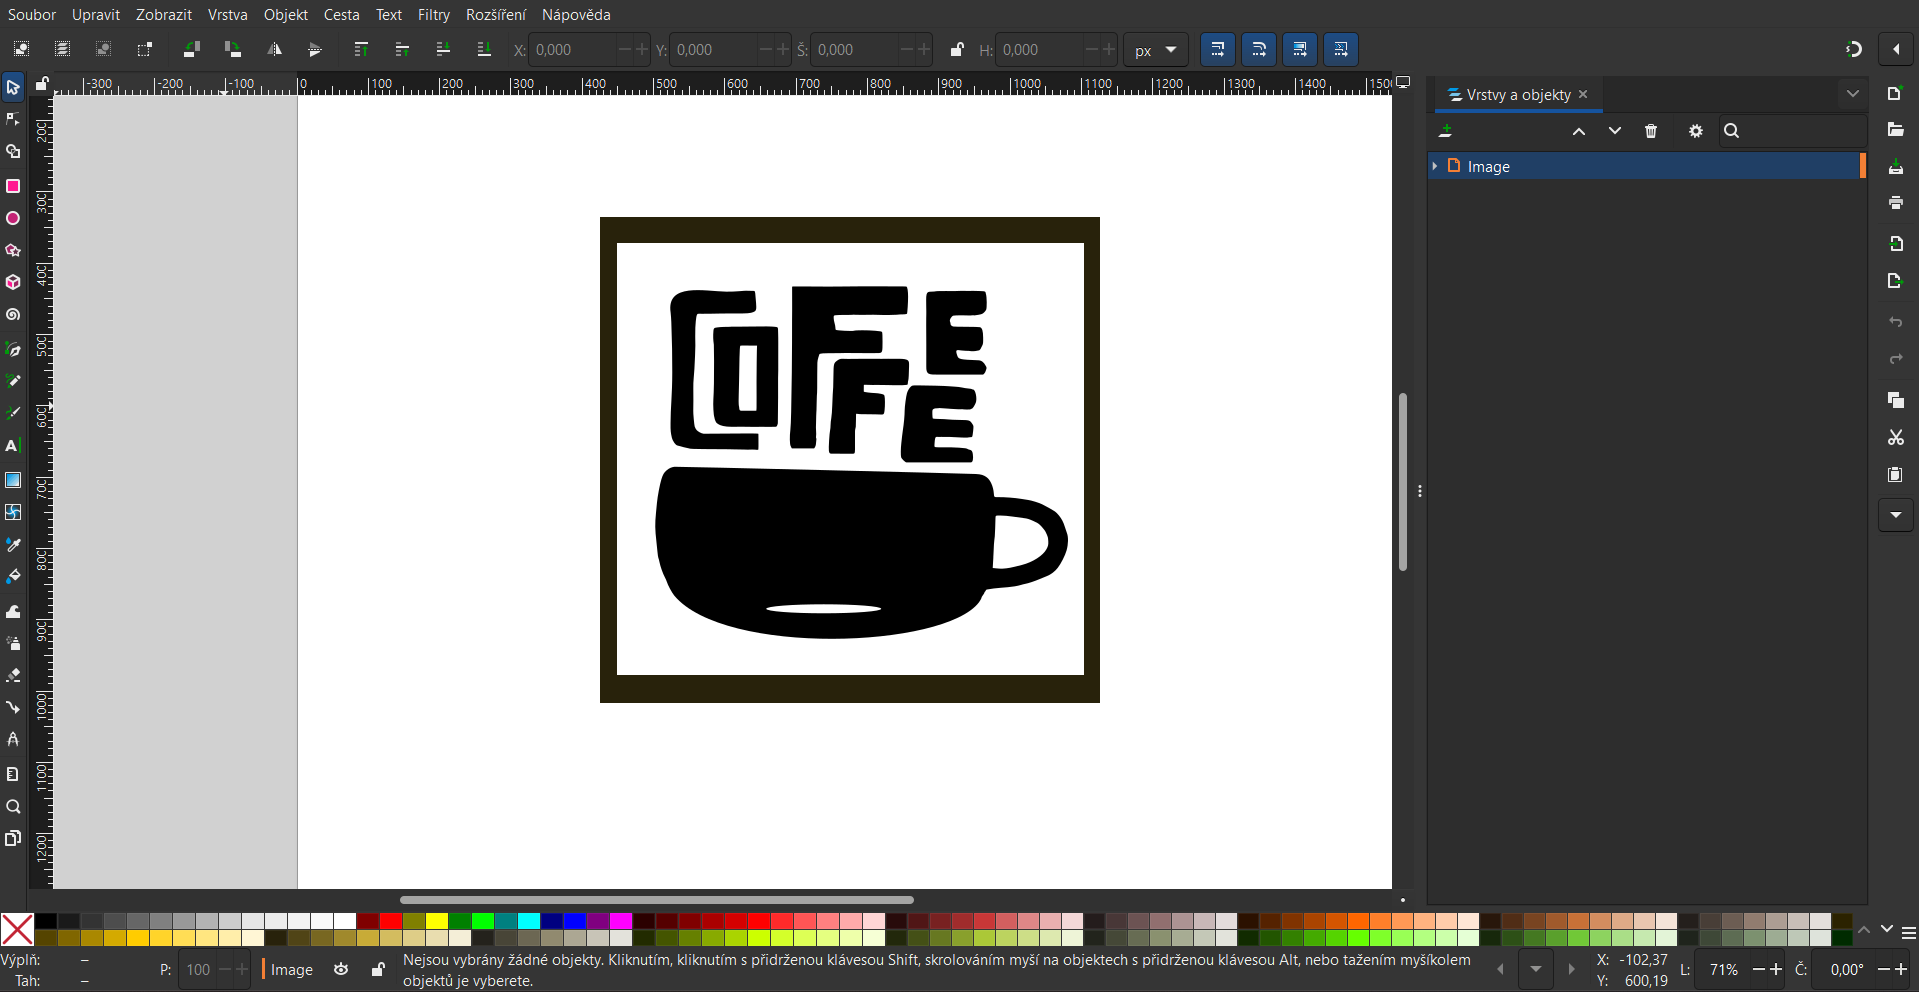 Soubor Upravit Zobrazit Vrstva Objekt Cesta Text Filtry Rozšíření Nápověda
X: 0,000 Y: 0,000 Š: 0,000 H: 0,000 px
-300 -200 -100 0 100 200 300 400 500 600 700 800 900 1000 1100 1200 1300 1400 1500
Vrstvy a objekty
Image
200
300
400
500
600
700
800
900
1000
1100
1200
COFFEE
FE
A
Výplň: –
Tah: –
P: 100
Image
Nejsou vybrány žádné objekty. Kliknutím, kliknutím s přidrženou klávesou Shift, skrolováním myší na objektech s přidrženou klávesou Alt, nebo tažením myšíkolem
objektů je vyberete.
X: -102,37
Y: 600,19
L: 71%
Č: 0,00°